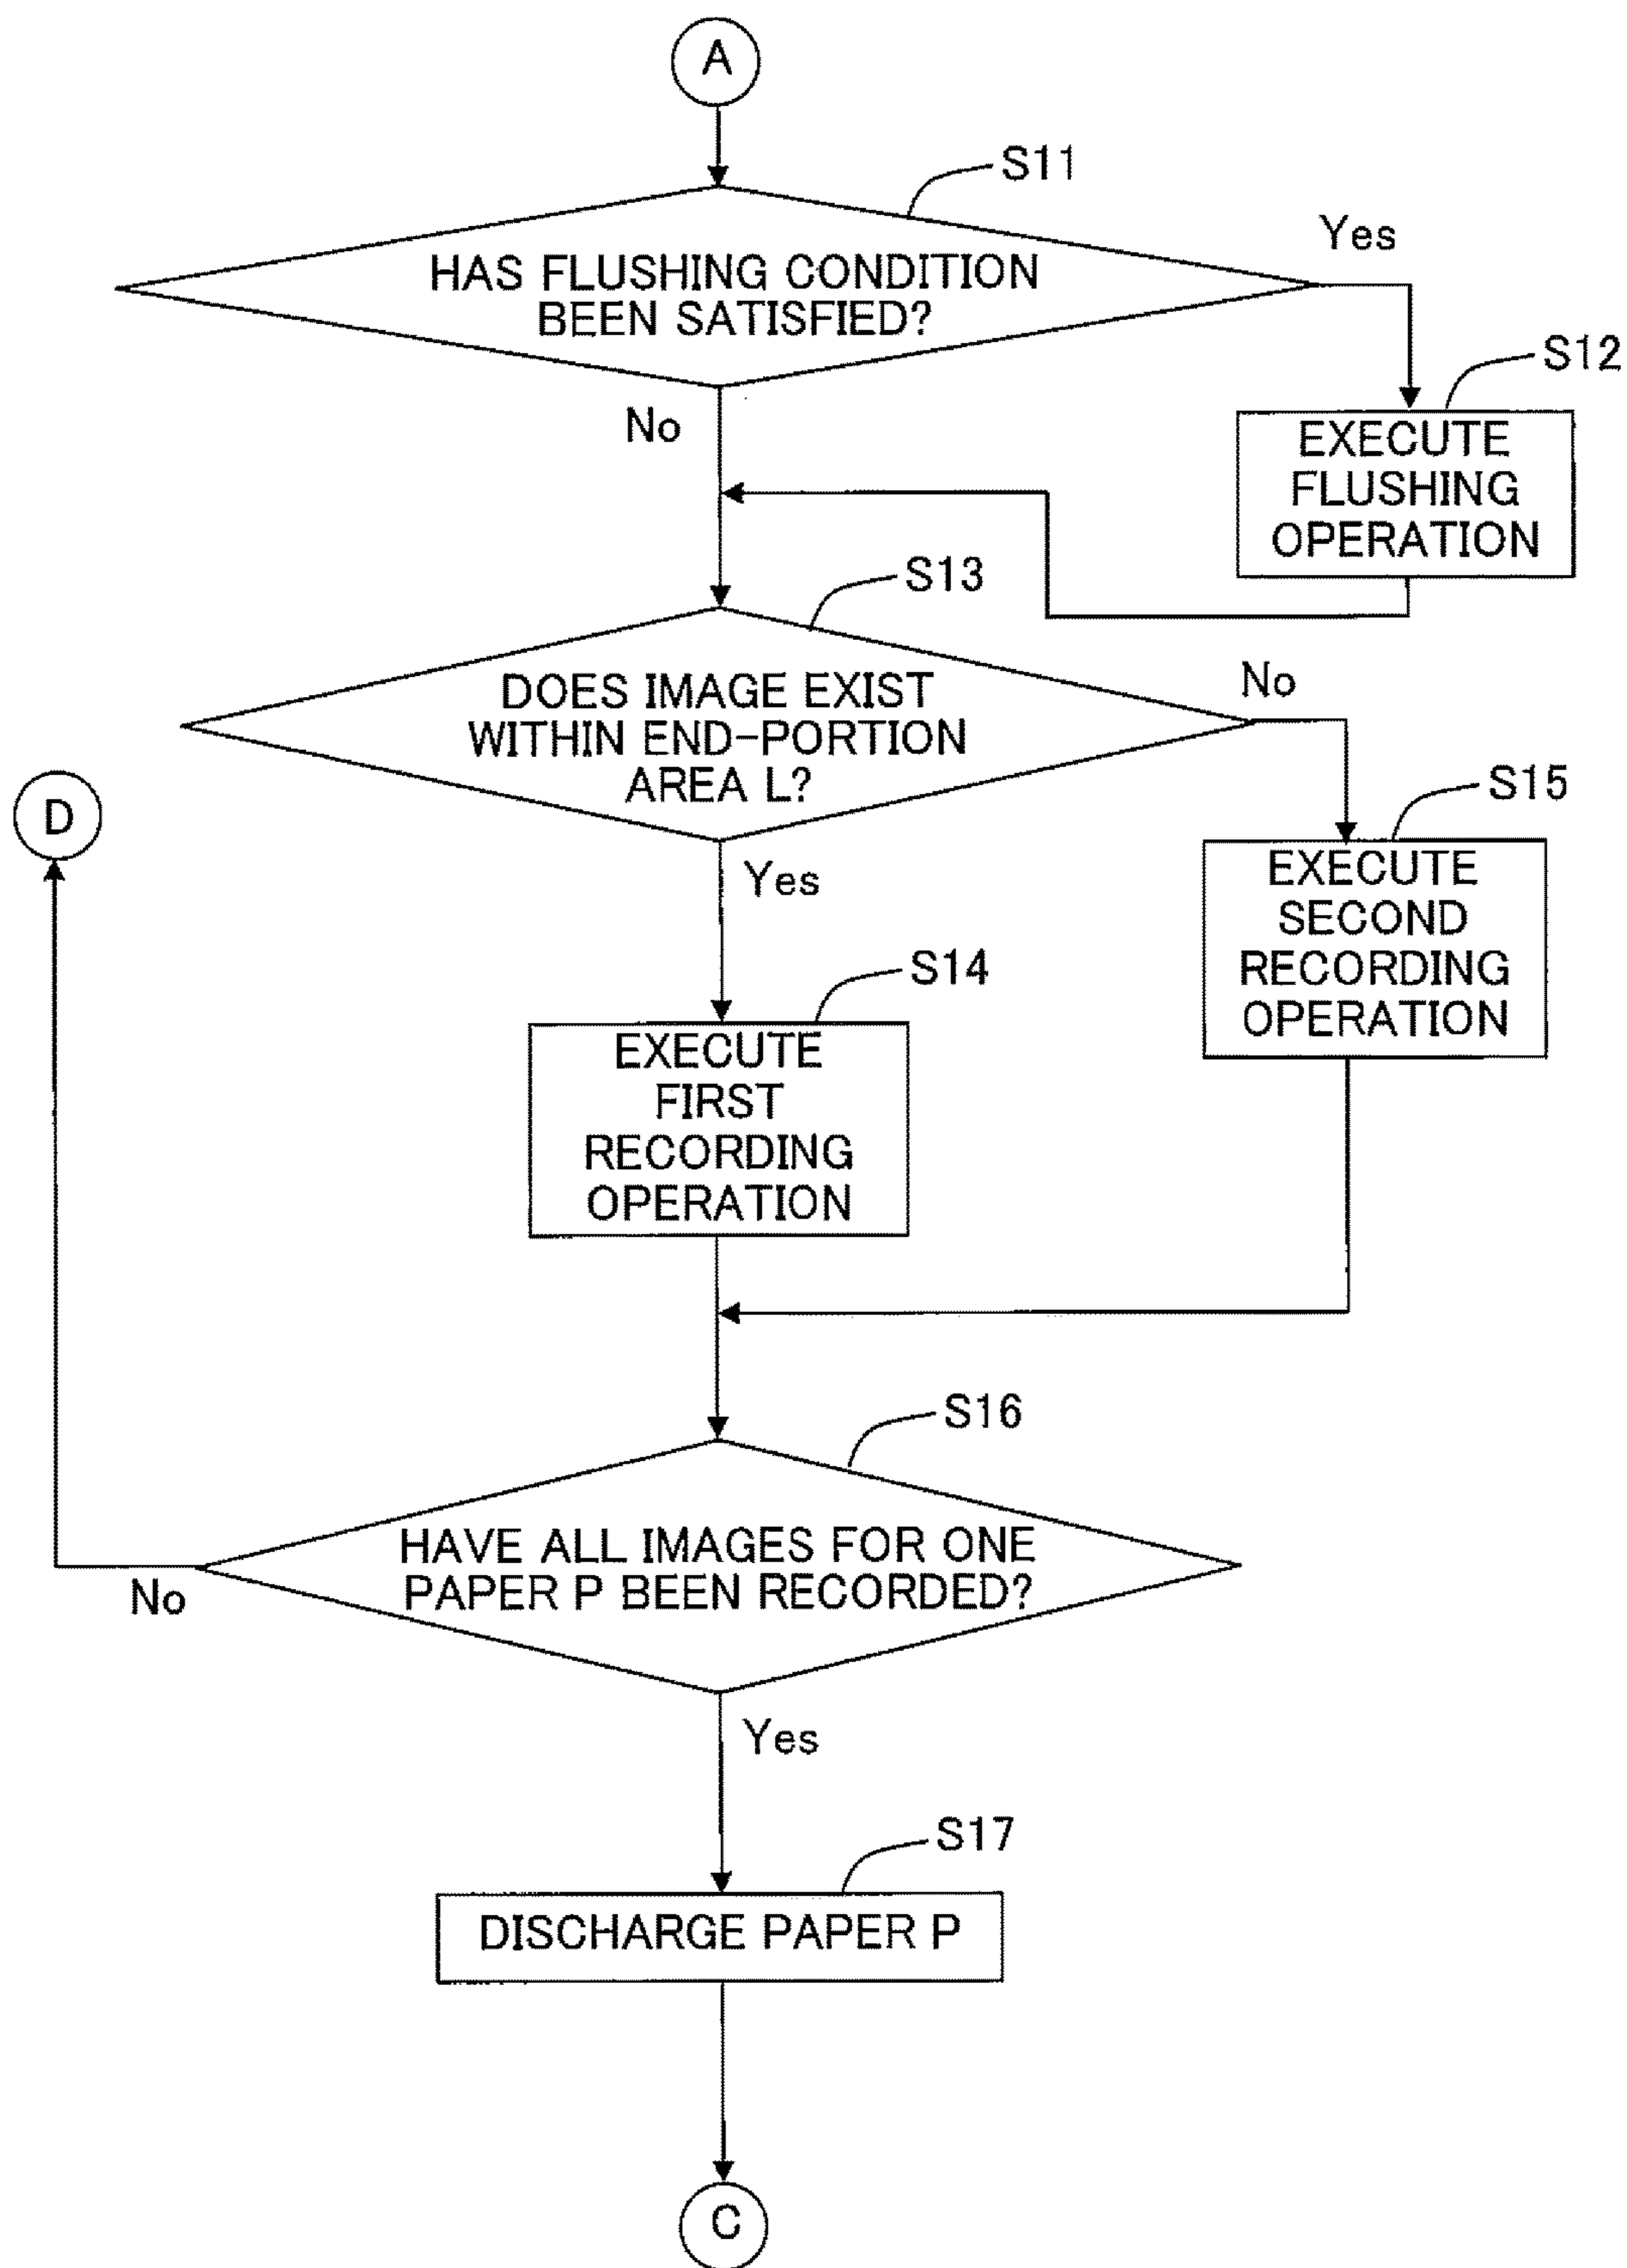 A
S11
Yes
HAS FLUSHING CONDITION
BEEN SATISFIED?
S12
No
EXECUTE
FLUSHING
OPERATION
S13
No
DOES IMAGE EXIST
WITHIN END-PORTION
AREA L?
S15
D
Yes
EXECUTE
SECOND
RECORDING
OPERATION
S14
EXECUTE
FIRST
RECORDING
OPERATION
S16
HAVE ALL IMAGES FOR ONE
PAPER P BEEN RECORDED?
No
Yes
S17
DISCHARGE PAPER P
C